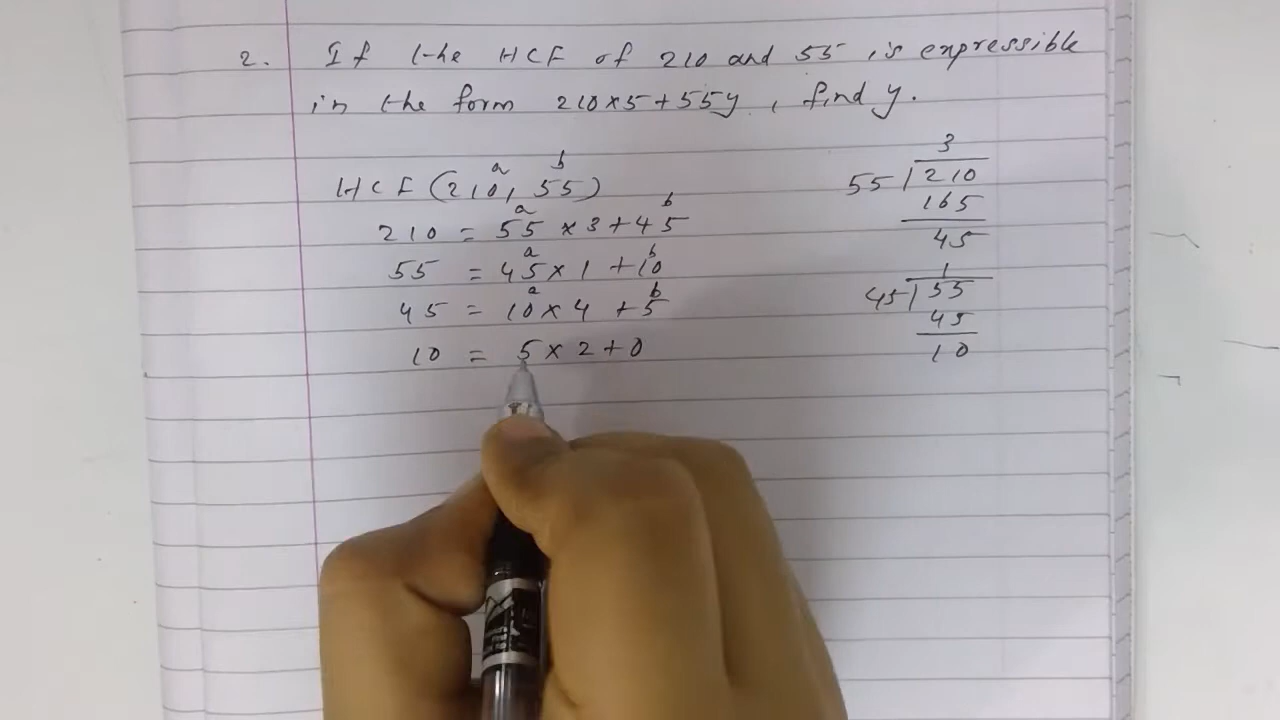 2. If the HCF of 210 and 55 is expressible
in the form 210×5+55y, find y.
a b
HCF(210, 55)
a b
210 = 55 × 3 + 45
a b
55 = 45 × 1 + 10
a b
45 = 10 × 4 + 5
10 = 5 × 2 + 0
3
55 210
165
45
1
45 55
45
10